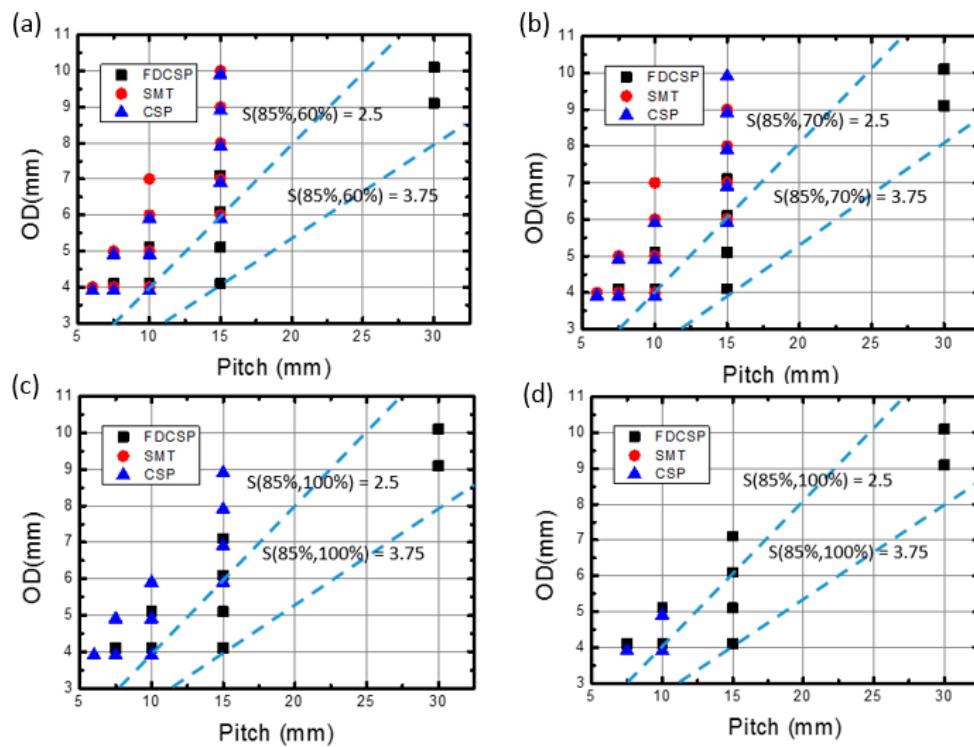 (a)
11
10
9
8
7
6
5
4
3
OD(mm)
FDCSP
SMT
CSP
S(85%,60%) = 2.5
S(85%,60%) = 3.75
5 10 15 20 25 30
Pitch (mm)
(b)
11
10
9
8
7
6
5
4
3
OD(mm)
FDCSP
SMT
CSP
S(85%,70%) = 2.5
S(85%,70%) = 3.75
5 10 15 20 25 30
Pitch (mm)
(c)
11
10
9
8
7
6
5
4
3
OD(mm)
FDCSP
SMT
CSP
S(85%,100%) = 2.5
S(85%,100%) = 3.75
5 10 15 20 25 30
Pitch (mm)
(d)
11
10
9
8
7
6
5
4
3
OD(mm)
FDCSP
SMT
CSP
S(85%,100%) = 2.5
S(85%,100%) = 3.75
5 10 15 20 25 30
Pitch (mm)